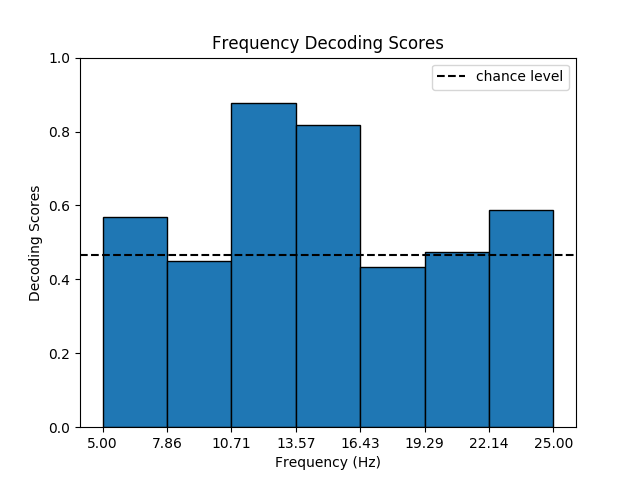 Frequency Decoding Scores
chance level
Decoding Scores
1.0
0.8
0.6
0.4
0.2
0.0
5.00 7.86 10.71 13.57 16.43 19.29 22.14 25.00
Frequency (Hz)